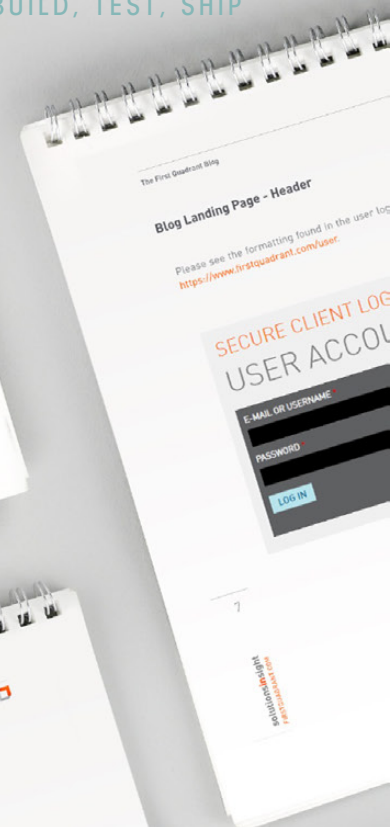 BUILD, TEST, SHIP
The First Quadrant Blog
Blog Landing Page - Header
Please see the formatting found in the user log
https://www.firstquadrant.com/user.
SECURE CLIENT LOG
USER ACCOU
E-MAIL OR USERNAME *
PASSWORD *
LOG IN
7
solutionsinsight
FIRSTQUADRANT.COM